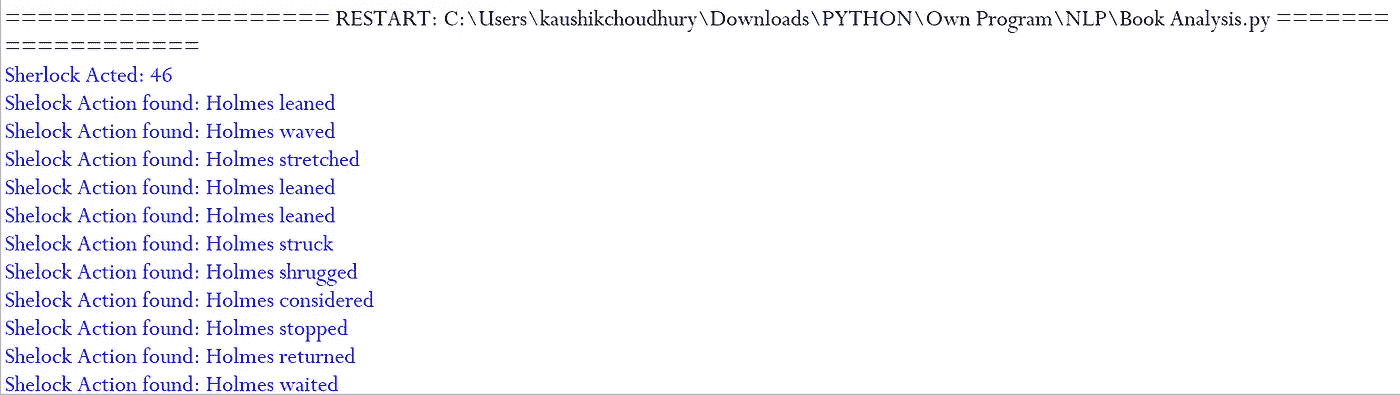 ===================== RESTART: C:\Users\kaushikchoudhury\Downloads\PYTHON\Own Program\NLP\Book Analysis.py =======
============
Sherlock Acted: 46
Shelock Action found: Holmes leaned
Shelock Action found: Holmes waved
Shelock Action found: Holmes stretched
Shelock Action found: Holmes leaned
Shelock Action found: Holmes leaned
Shelock Action found: Holmes struck
Shelock Action found: Holmes shrugged
Shelock Action found: Holmes considered
Shelock Action found: Holmes stopped
Shelock Action found: Holmes returned
Shelock Action found: Holmes waited